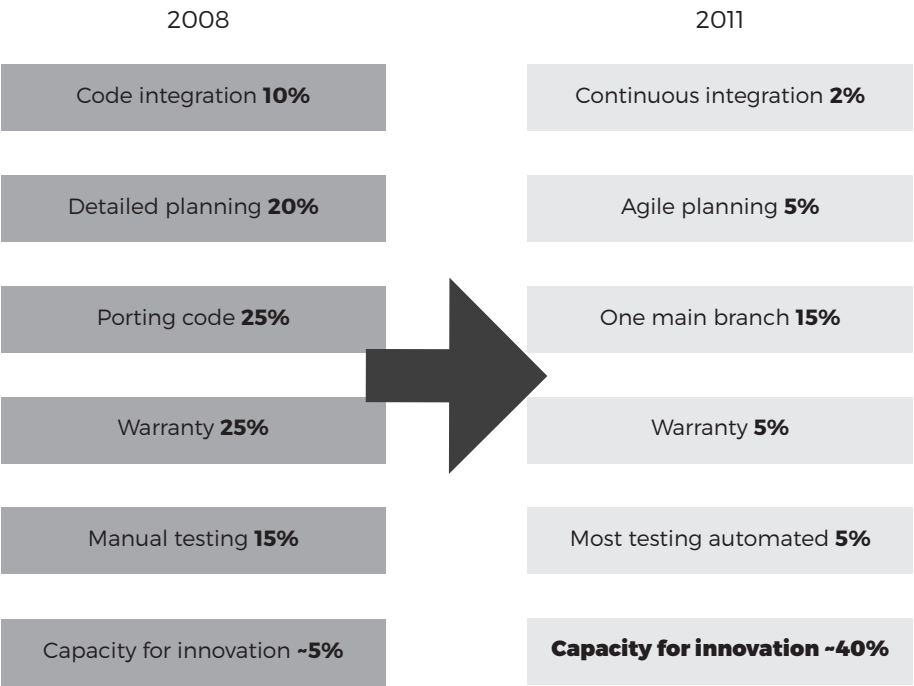 2008
2011
Code integration 10%
Continuous integration 2%
Detailed planning 20%
Agile planning 5%
Porting code 25%
One main branch 15%
Warranty 25%
Warranty 5%
Manual testing 15%
Most testing automated 5%
Capacity for innovation ~5%
Capacity for innovation ~40%